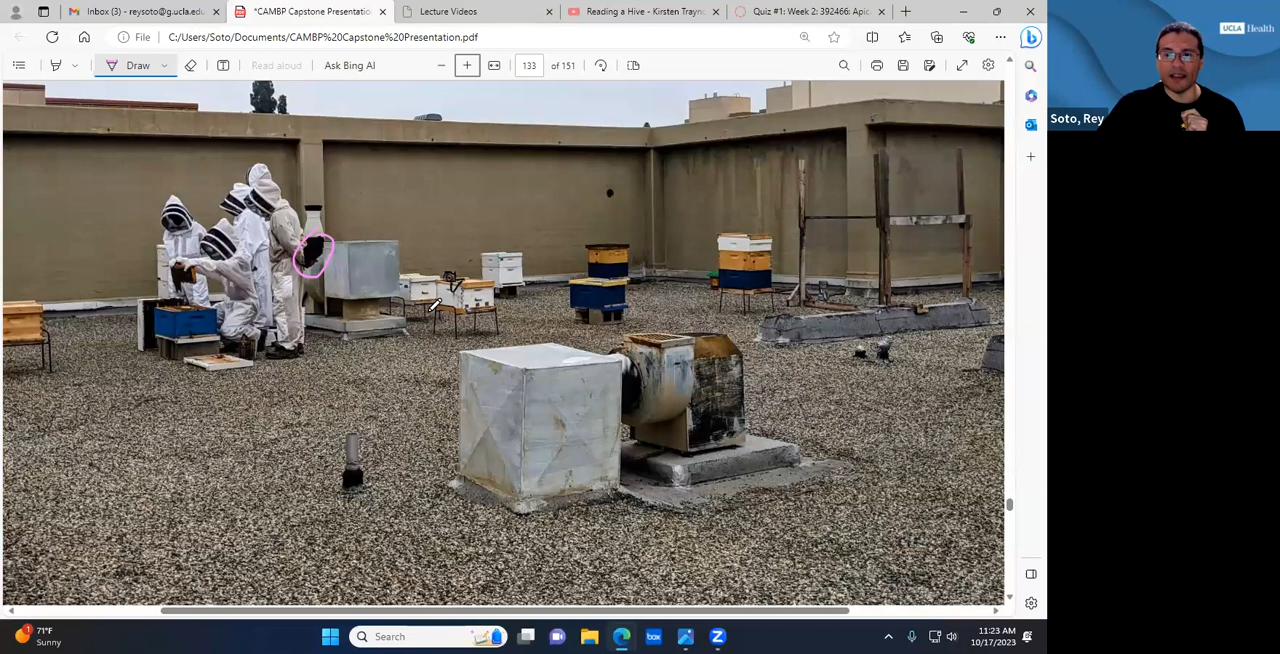 Inbox (3) - reysoto@g.ucla.edu
*CAMBP Capstone Presentatio
Lecture Videos
Reading a Hive - Kirsten Trayn
Quiz #1: Week 2: 392466: Apic
File
C:/Users/Soto/Documents/CAMBP%20Capstone%20Presentation.pdf
Draw
Read aloud
Ask Bing AI
133
of 151
UCLA Health
Soto, Rey
1
71°F
Sunny
Search
box
11:23 AM
10/17/2023